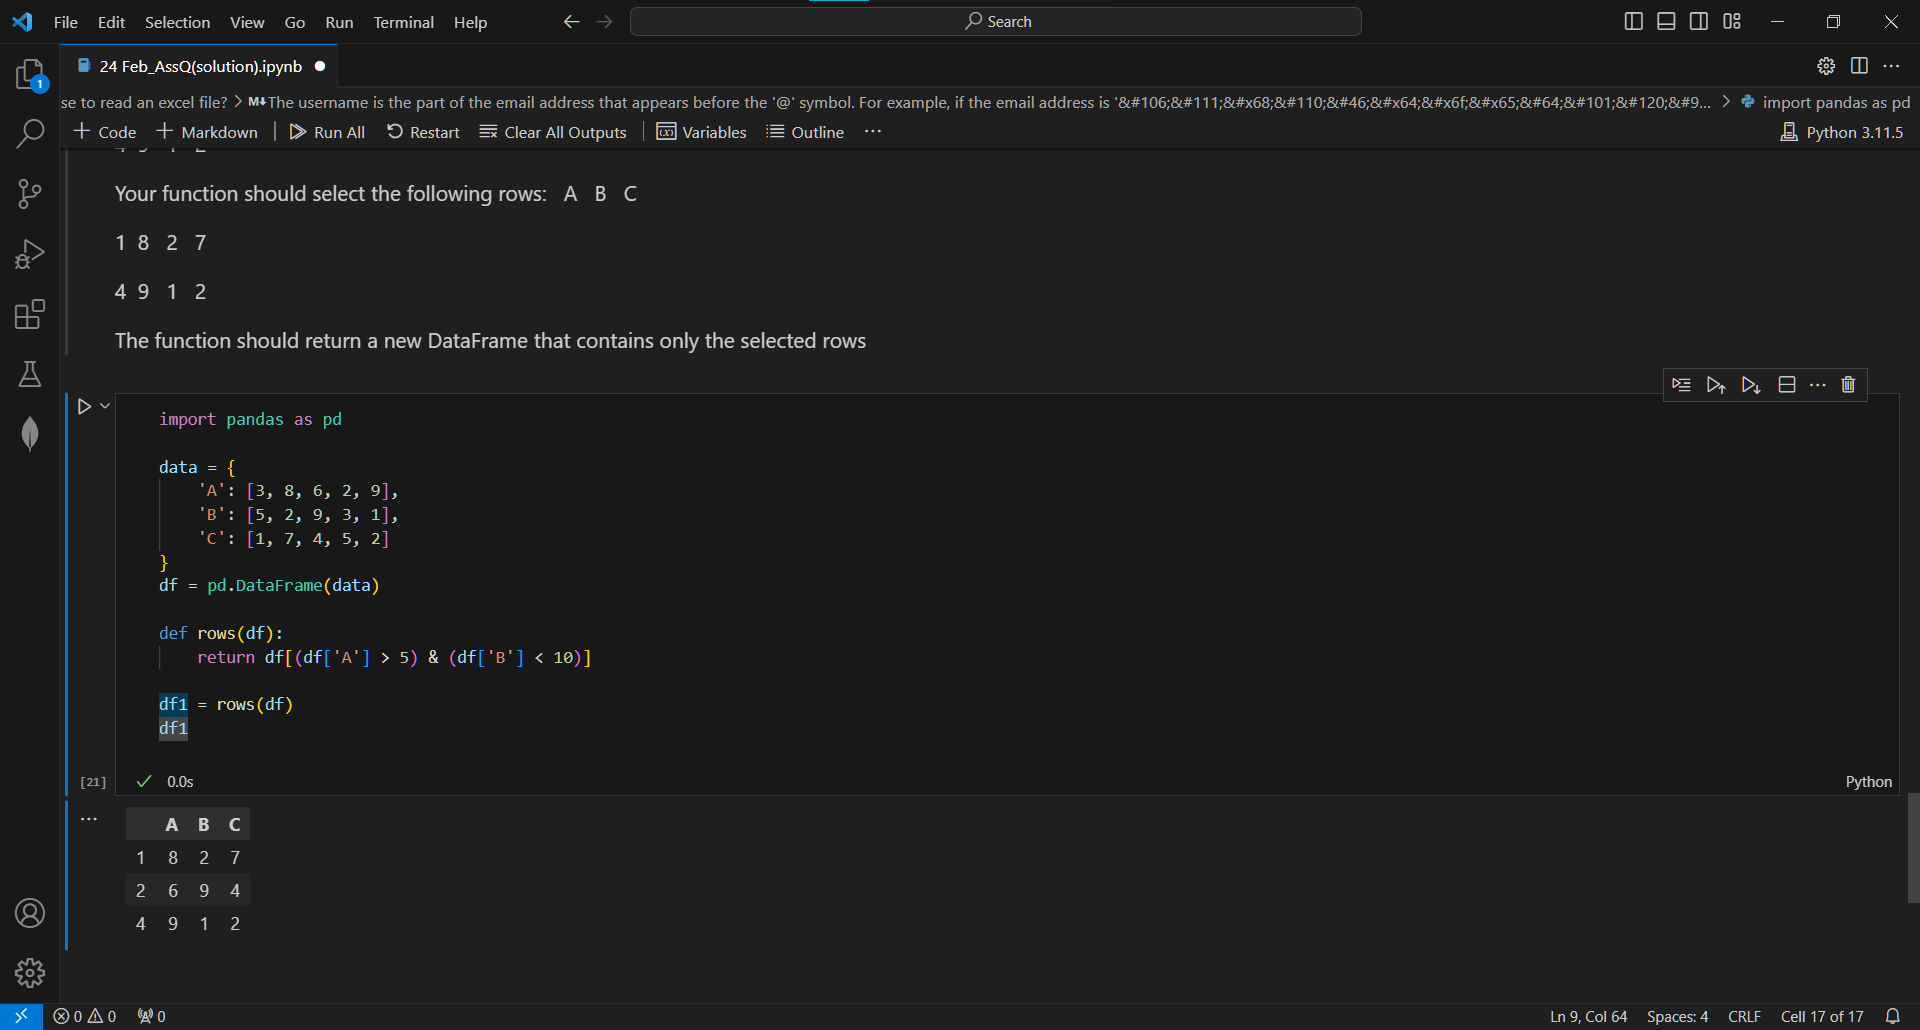 File Edit Selection View Go Run Terminal Help
Search
24 Feb_AssQ(solution).ipynb
1
se to read an excel file? > M↓The username is the part of the email address that appears before the '@' symbol. For example, if the email address is '&#106;&#111;&#x68;&#110;&#46;&#x64;&#x6f;&#x65;&#64;&#101;&#120;&#9... > import pandas as pd
+ Code + Markdown Run All Restart Clear All Outputs Variables Outline ...
Python 3.11.5
4 9 1 2
Your function should select the following rows: A B C
1 8 2 7
4 9 1 2
The function should return a new DataFrame that contains only the selected rows
import pandas as pd
data = {
'A': [3, 8, 6, 2, 9],
'B': [5, 2, 9, 3, 1],
'C': [1, 7, 4, 5, 2]
}
df = pd.DataFrame(data)
def rows(df):
return df[(df['A'] > 5) & (df['B'] < 10)]
df1 = rows(df)
df1
[21] 0.0s
Python
A B C
1 8 2 7
2 6 9 4
4 9 1 2
0 0 0
Ln 9, Col 64 Spaces: 4 CRLF Cell 17 of 17